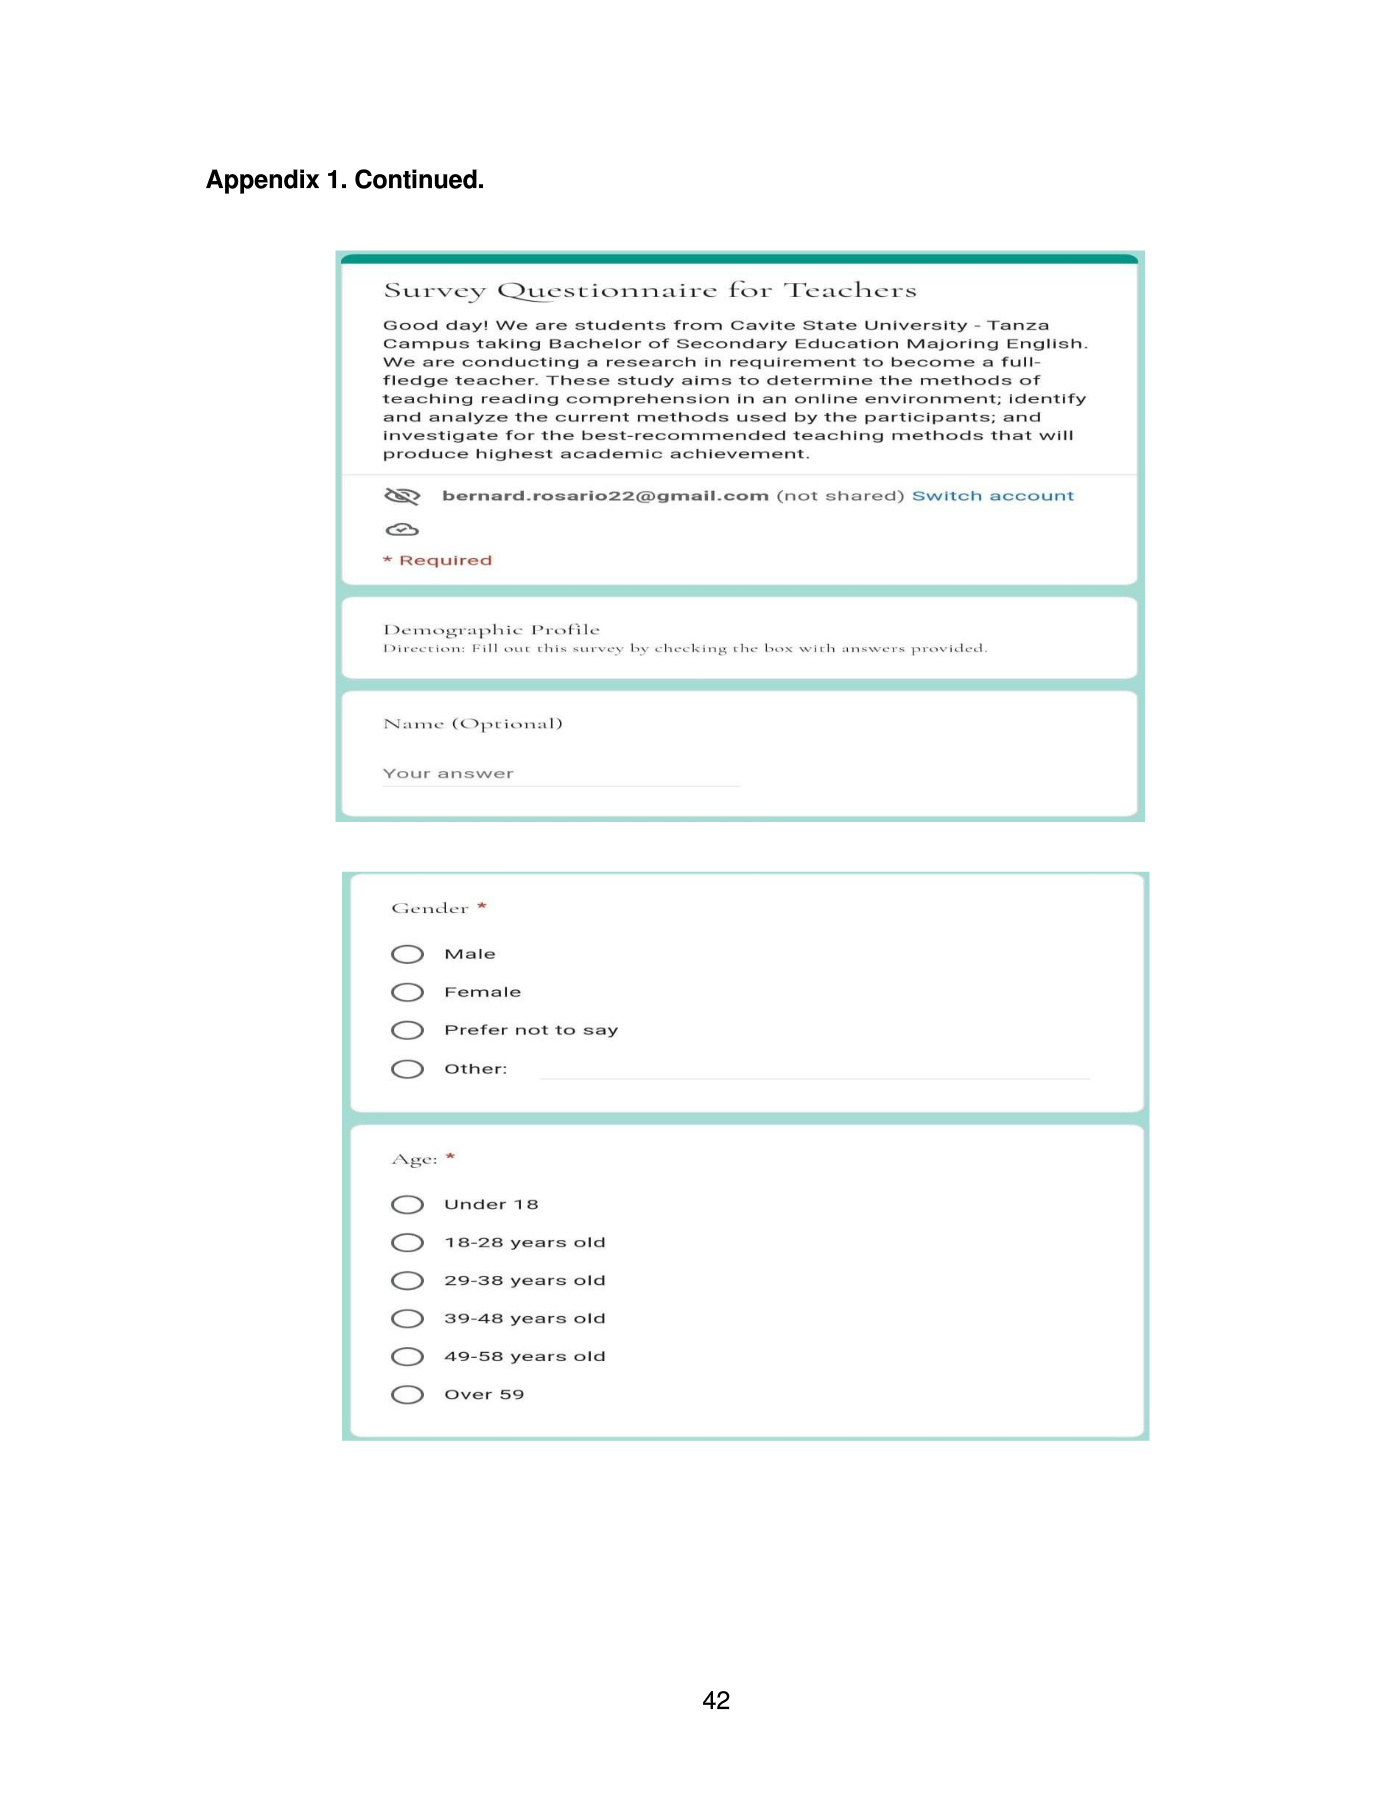 Appendix 1. Continued.
Survey Questionnaire for Teachers
Good day! We are students from Cavite State University - Tanza
Campus taking Bachelor of Secondary Education Majoring English.
We are conducting a research in requirement to become a full-
fledge teacher. These study aims to determine the methods of
teaching reading comprehension in an online environment; identify
and analyze the current methods used by the participants; and
investigate for the best-recommended teaching methods that will
produce highest academic achievement.
bernard.rosario22@gmail.com (not shared) Switch account
* Required
Demographic Profile
Direction: Fill out this survey by checking the box with answers provided.
Name (Optional)
Your answer
Gender *
Male
Female
Prefer not to say
Other:
Age: *
Under 18
18-28 years old
29-38 years old
39-48 years old
49-58 years old
Over 59
42